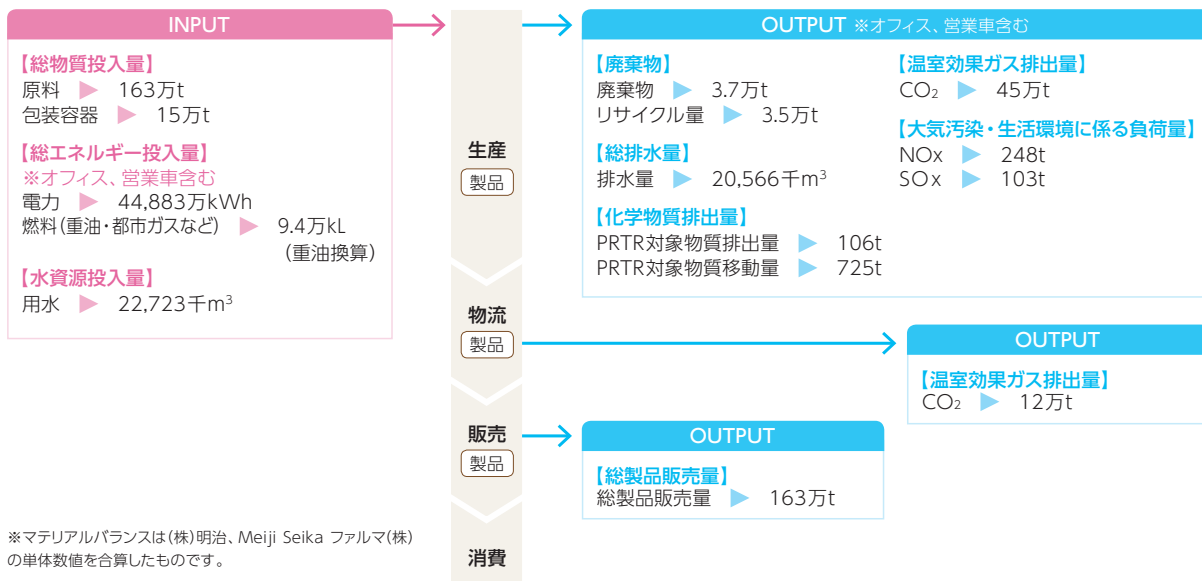 INPUT
【総物質投入量】
原料 ▶ 163万t
包装容器 ▶ 15万t
【総エネルギー投入量】
※オフィス、営業車含む
電力 ▶ 44,883万kWh
燃料(重油・都市ガスなど) ▶ 9.4万kL
(重油換算)
【水資源投入量】
用水 ▶ 22,723千m³
生産
製品
物流
製品
販売
製品
消費
OUTPUT ※オフィス、営業車含む
【廃棄物】
廃棄物 ▶ 3.7万t
リサイクル量 ▶ 3.5万t
【総排水量】
排水量 ▶ 20,566千m³
【化学物質排出量】
PRTR対象物質排出量 ▶ 106t
PRTR対象物質移動量 ▶ 725t
【温室効果ガス排出量】
CO₂ ▶ 45万t
【大気汚染・生活環境に係る負荷量】
NOx ▶ 248t
SOx ▶ 103t
OUTPUT
【温室効果ガス排出量】
CO₂ ▶ 12万t
OUTPUT
【総製品販売量】
総製品販売量 ▶ 163万t
※マテリアルバランスは(株)明治、Meiji Seika ファルマ(株)
の単体数値を合算したものです。